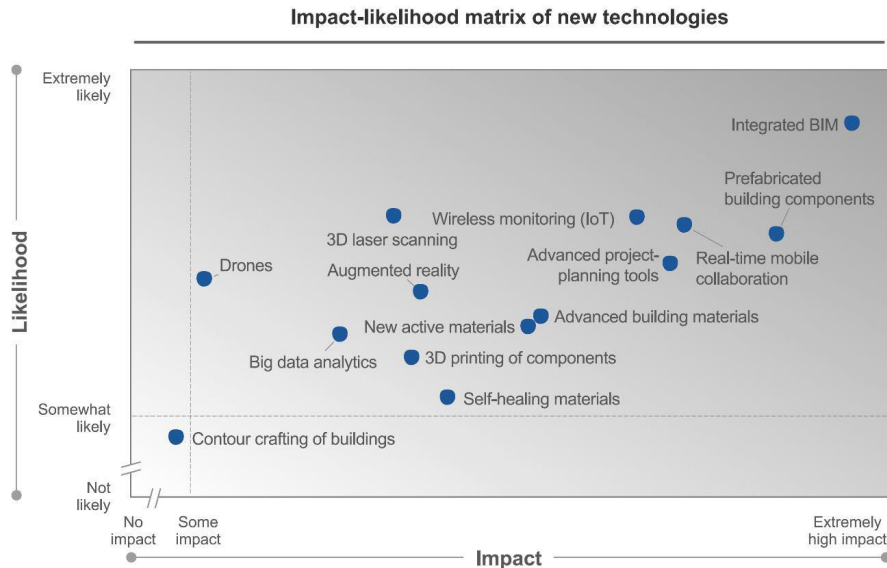 Impact-likelihood matrix of new technologies
Extremely
likely
Likelihood
Somewhat
likely
Not
likely
Integrated BIM
Prefabricated
building components
Wireless monitoring (IoT)
3D laser scanning
Real-time mobile
collaboration
Advanced project-
planning tools
Drones
Augmented reality
New active materials
Advanced building materials
Big data analytics
3D printing of components
Self-healing materials
Contour crafting of buildings
No
impact
Some
impact
Extremely
high impact
Impact